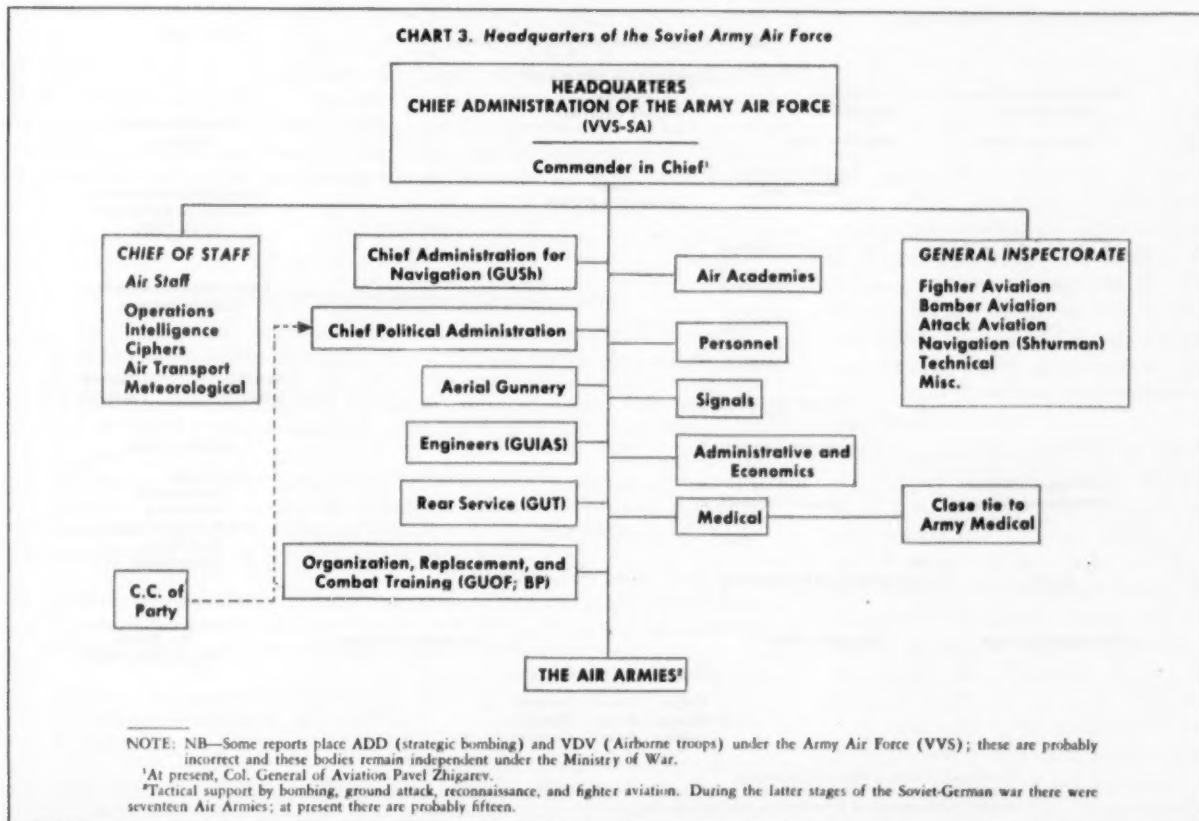 CHART 3. Headquarters of the Soviet Army Air Force
HEADQUARTERS
CHIEF ADMINISTRATION OF THE ARMY AIR FORCE
(VVS-SA)
Commander in Chief¹
CHIEF OF STAFF
Air Staff
Operations
Intelligence
Ciphers
Air Transport
Meteorological
Chief Administration for
Navigation (GUSh)
Chief Political Administration
Aerial Gunnery
Engineers (GUIAS)
Rear Service (GUT)
Organization, Replacement, and
Combat Training (GUOF; BP)
Air Academies
Personnel
Signals
Administrative and
Economics
Medical
GENERAL INSPECTORATE
Fighter Aviation
Bomber Aviation
Attack Aviation
Navigation (Shturman)
Technical
Misc.
Close tie to
Army Medical
C.C. of
Party
THE AIR ARMIES²
NOTE: NB—Some reports place ADD (strategic bombing) and VDV (Airborne troops) under the Army Air Force (VVS); these are probably
incorrect and these bodies remain independent under the Ministry of War.
¹At present, Col. General of Aviation Pavel Zhigarev.
²Tactical support by bombing, ground attack, reconnaissance, and fighter aviation. During the latter stages of the Soviet-German war there were
seventeen Air Armies; at present there are probably fifteen.